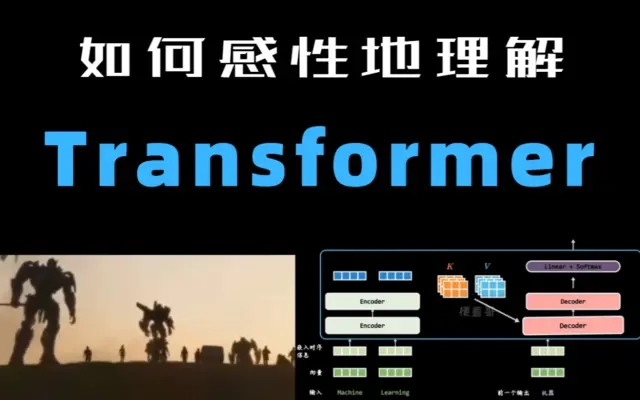 如何感性地理解
Transformer
K V
Linear + Softmax
Encoder
Decoder
Encoder
Decoder
嵌入时序
信息
向量
输入 Machine Learning
前一个输出 机器